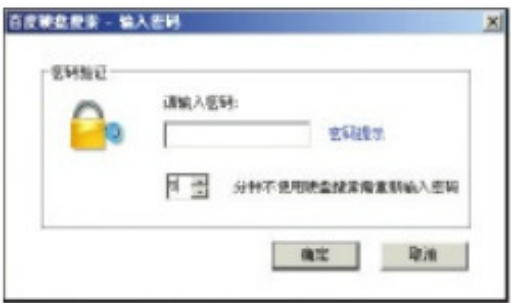 百度硬盘搜索 - 输入密码
密码验证
请输入密码:
密码提示
分钟不使用硬盘搜索需重新输入密码
确定 取消